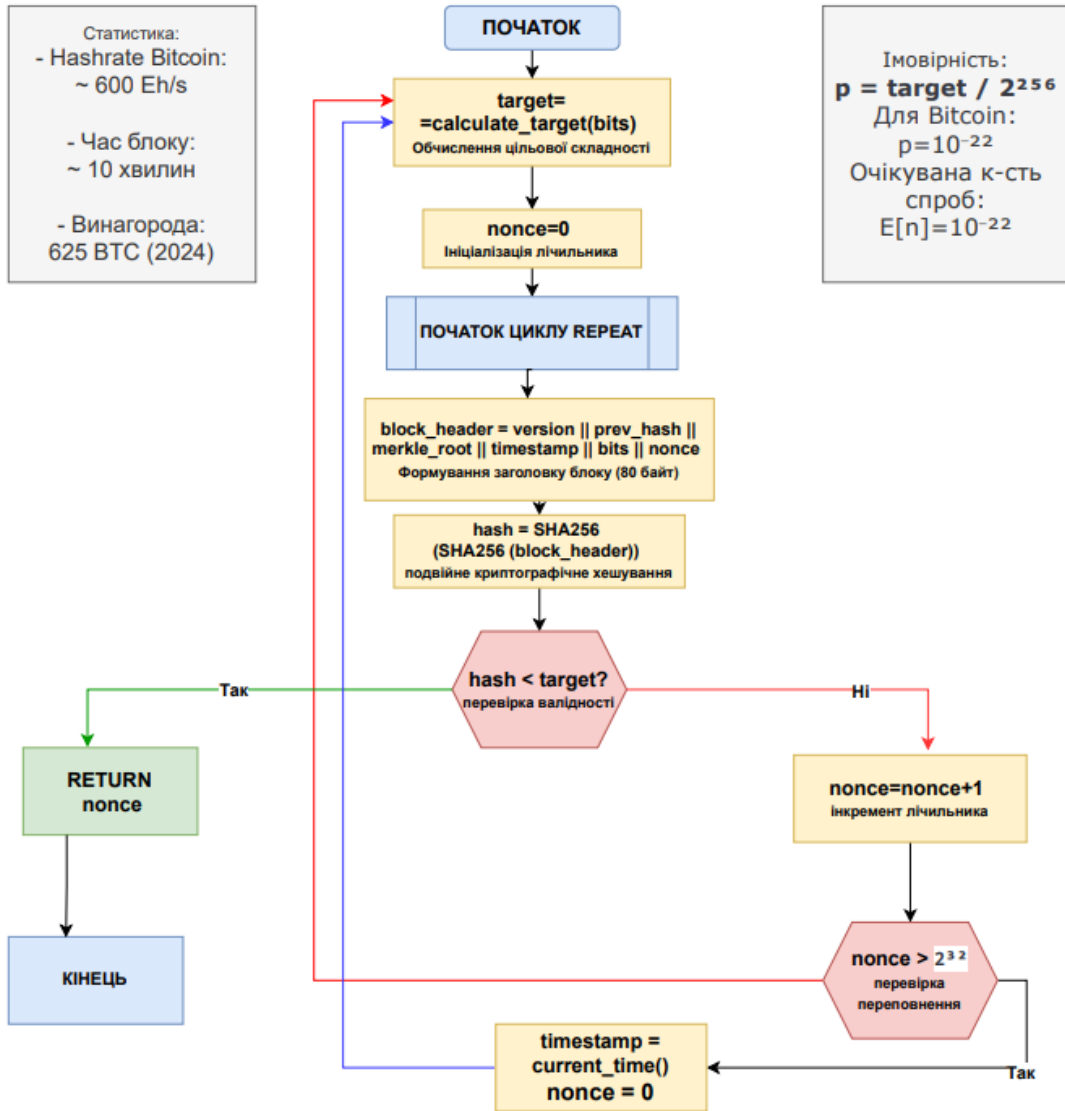 Статистика:
- Hashrate Bitcoin:
~ 600 Eh/s
- Час блоку:
~ 10 хвилин
- Винагорода:
625 BTC (2024)
ПОЧАТОК
Імовірність:
p = target / 2²⁵⁶
Для Bitcoin:
p=10⁻²²
Очікувана к-сть
спроб:
E[n]=10⁻²²
target=
=calculate_target(bits)
Обчислення цільової складності
nonce=0
Ініціалізація лічильника
ПОЧАТОК ЦИКЛУ REPEAT
block_header = version || prev_hash ||
merkle_root || timestamp || bits || nonce
Формування заголовку блоку (80 байт)
hash = SHA256
(SHA256 (block_header))
подвійне криптографічне хешування
hash < target?
перевірка валідності
Так
Ні
RETURN
nonce
nonce=nonce+1
інкремент лічильника
КІНЕЦЬ
nonce > 2³²
перевірка
переповнення
timestamp =
current_time()
nonce = 0
Так